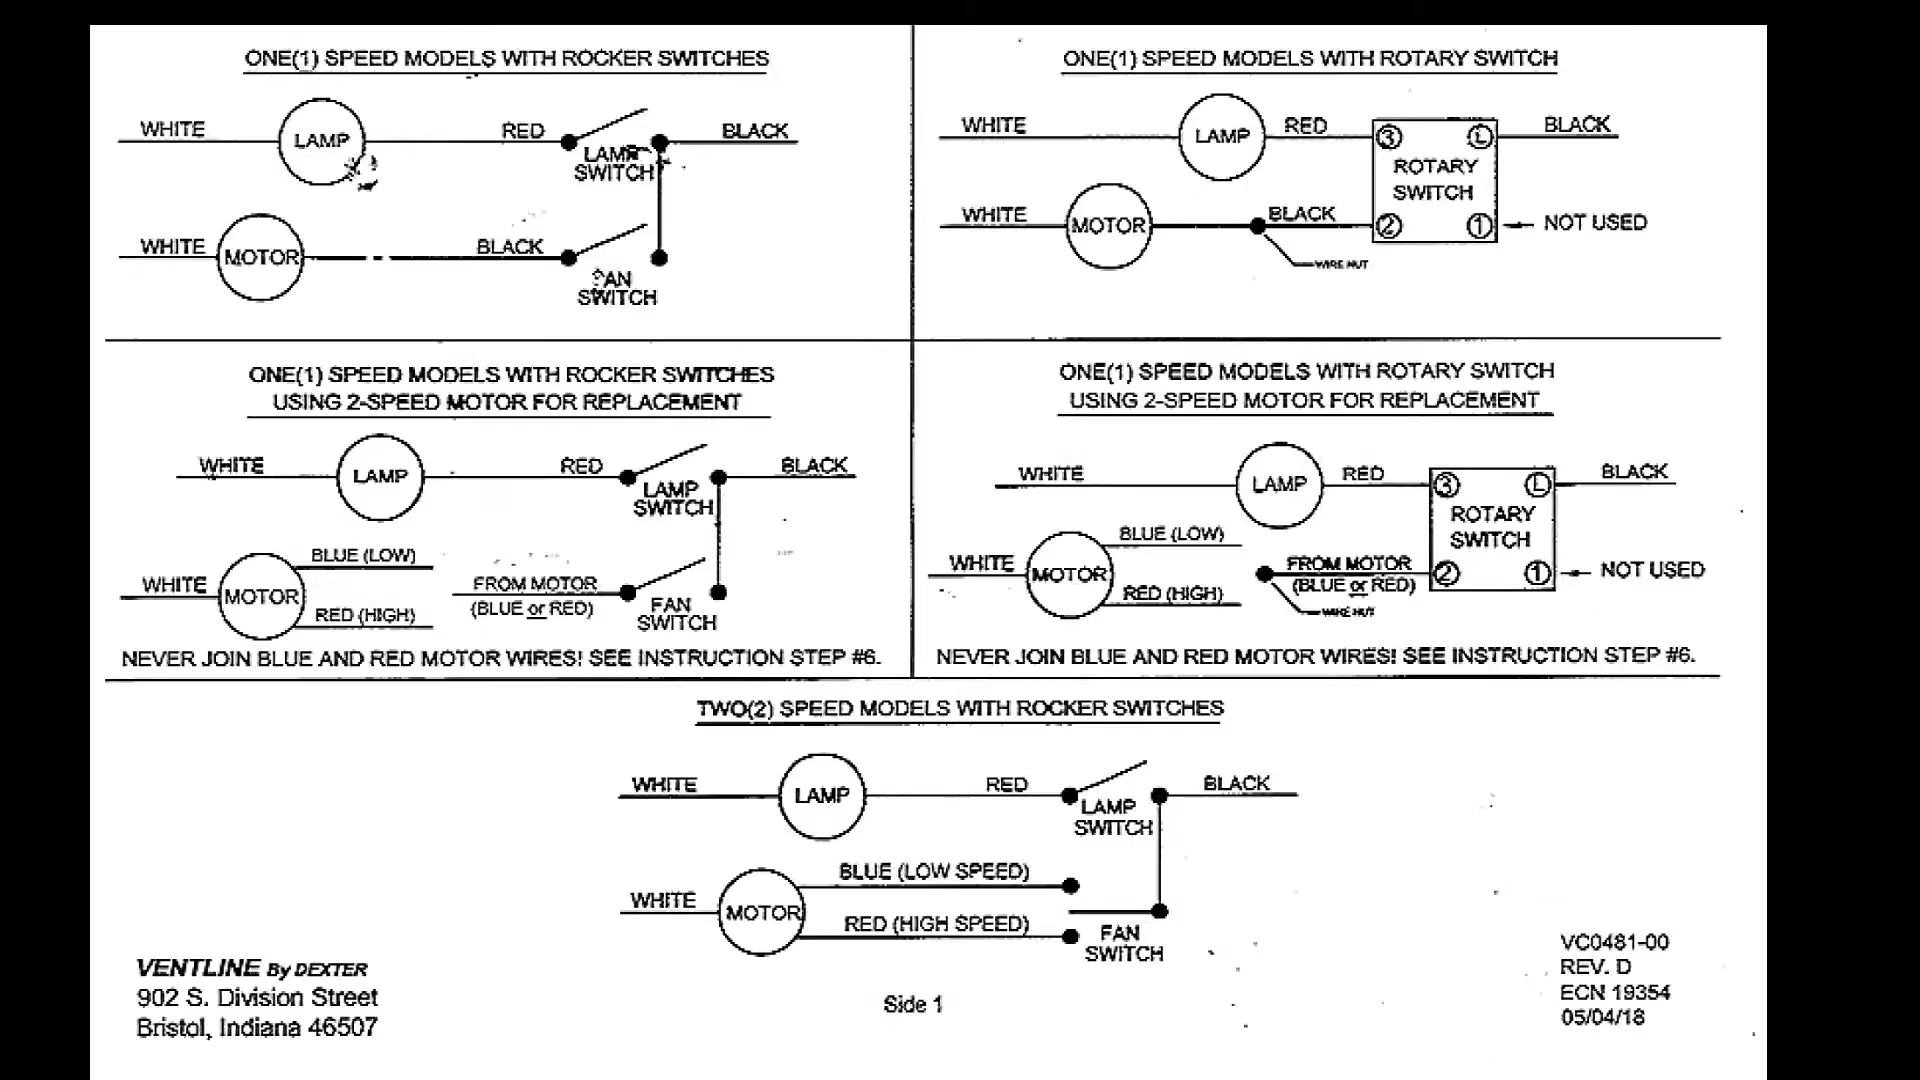 ONE(1) SPEED MODELS WITH ROCKER SWITCHES
WHITE LAMP RED BLACK
LAMP
SWITCH
WHITE MOTOR BLACK
FAN
SWITCH
ONE(1) SPEED MODELS WITH ROTARY SWITCH
WHITE LAMP RED 3 L BLACK
ROTARY
SWITCH
WHITE MOTOR BLACK 2 1 NOT USED
WIRE NUT
ONE(1) SPEED MODELS WITH ROCKER SWITCHES
USING 2-SPEED MOTOR FOR REPLACEMENT
WHITE LAMP RED BLACK
LAMP
SWITCH
BLUE (LOW)
WHITE MOTOR FROM MOTOR
(BLUE or RED)
RED (HIGH)
FAN
SWITCH
NEVER JOIN BLUE AND RED MOTOR WIRES! SEE INSTRUCTION STEP #6.
ONE(1) SPEED MODELS WITH ROTARY SWITCH
USING 2-SPEED MOTOR FOR REPLACEMENT
WHITE LAMP RED 3 L BLACK
ROTARY
SWITCH
BLUE (LOW)
WHITE MOTOR FROM MOTOR 2 1 NOT USED
(BLUE or RED)
RED (HIGH)
WIRE NUT
NEVER JOIN BLUE AND RED MOTOR WIRES! SEE INSTRUCTION STEP #6.
TWO(2) SPEED MODELS WITH ROCKER SWITCHES
WHITE LAMP RED BLACK
LAMP
SWITCH
BLUE (LOW SPEED)
WHITE MOTOR
RED (HIGH SPEED)
FAN
SWITCH
VENTLINE By DEXTER
902 S. Division Street
Bristol, Indiana 46507
Side 1
VC0481-00
REV. D
ECN 19354
05/04/18